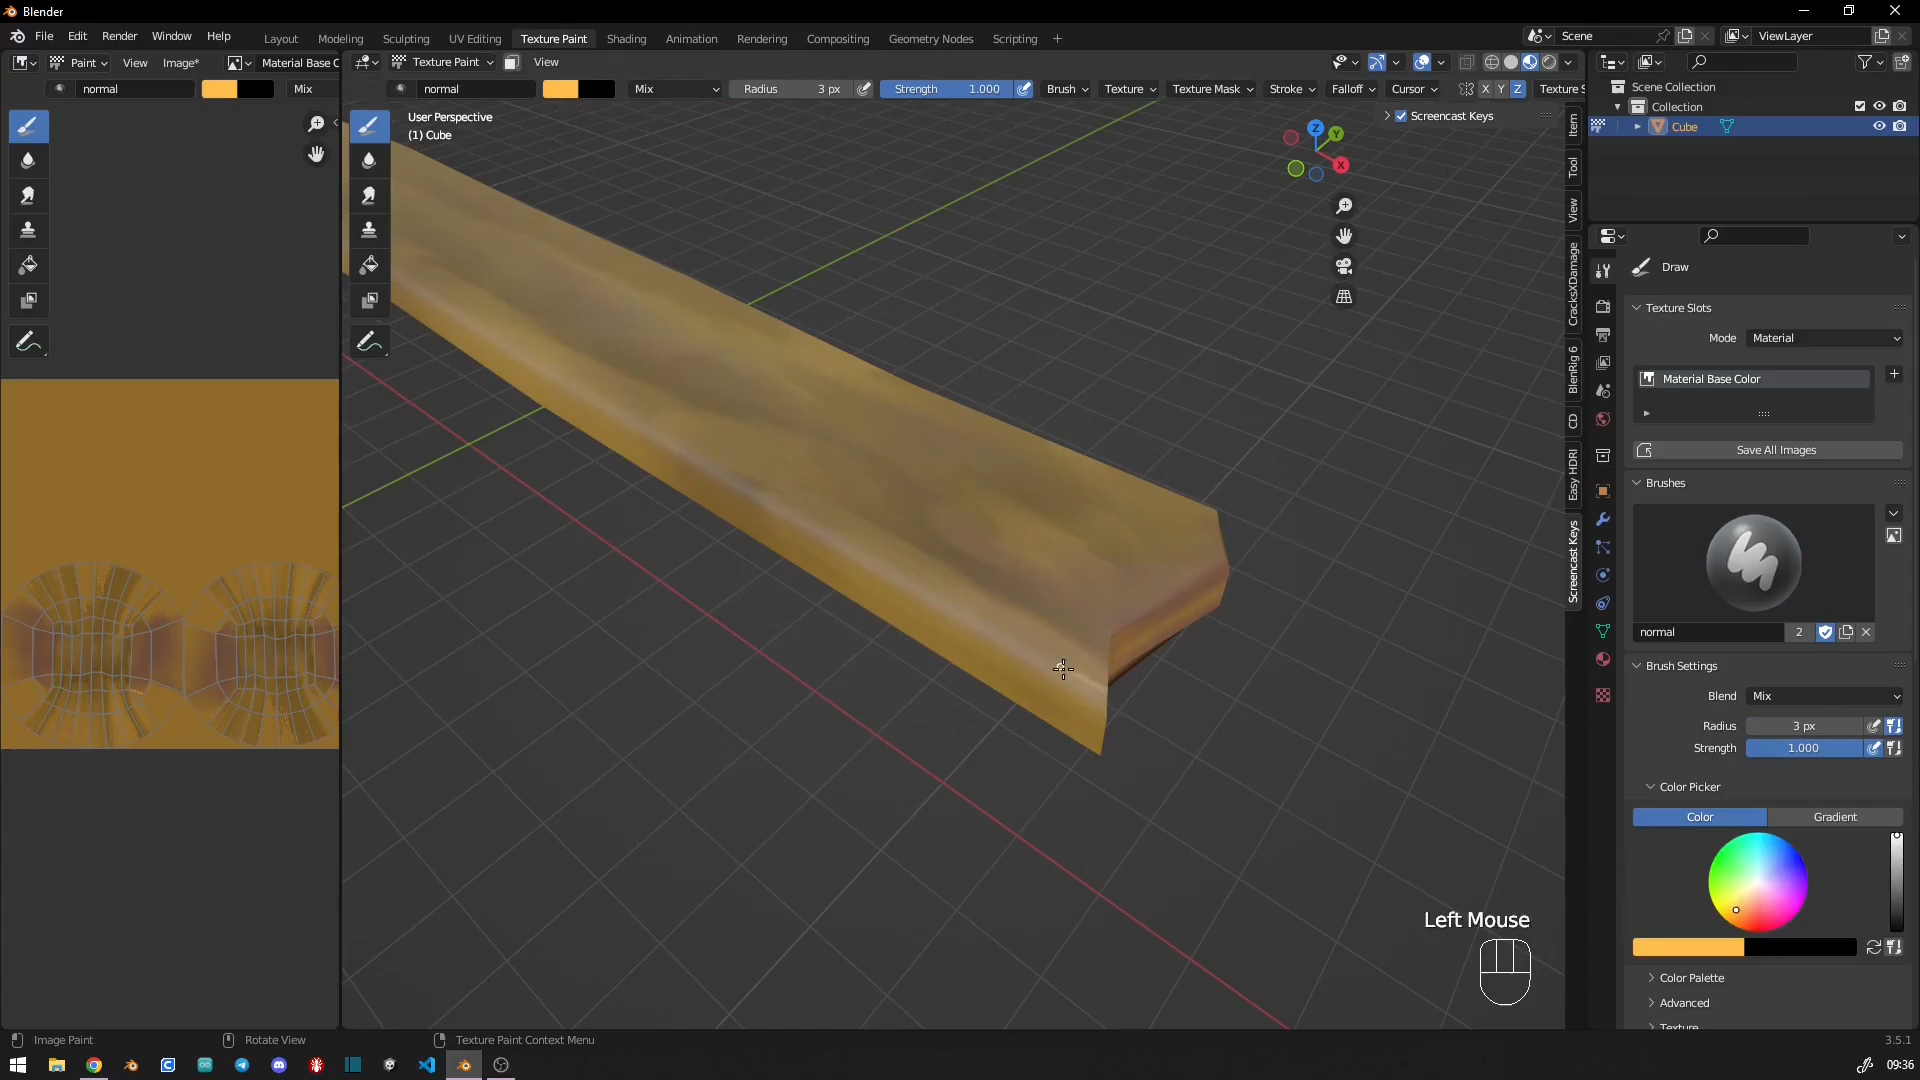 Blender
File Edit Render Window Help
Layout Modeling Sculpting UV Editing Texture Paint Shading Animation Rendering Compositing Geometry Nodes Scripting +
Scene
ViewLayer
Paint View Image* Material Base C
Texture Paint View
normal Mix
normal Mix Radius 3 px Strength 1.000 Brush Texture Texture Mask Stroke Falloff Cursor X Y Z Texture S
User Perspective
(1) Cube
Screencast Keys
Z
Y
X
Item
Tool
View
CracksXDamage
BlenRig 6
CD
Easy HDRI
Screencast Keys
Scene Collection
Collection
Cube
Draw
Texture Slots
Mode Material
Material Base Color
Save All Images
Brushes
normal 2
Brush Settings
Blend Mix
Radius 3 px
Strength 1.000
Color Picker
Color Gradient
Color Palette
Advanced
Texture
Left Mouse
Image Paint Rotate View Texture Paint Context Menu 3.5.1
09:36